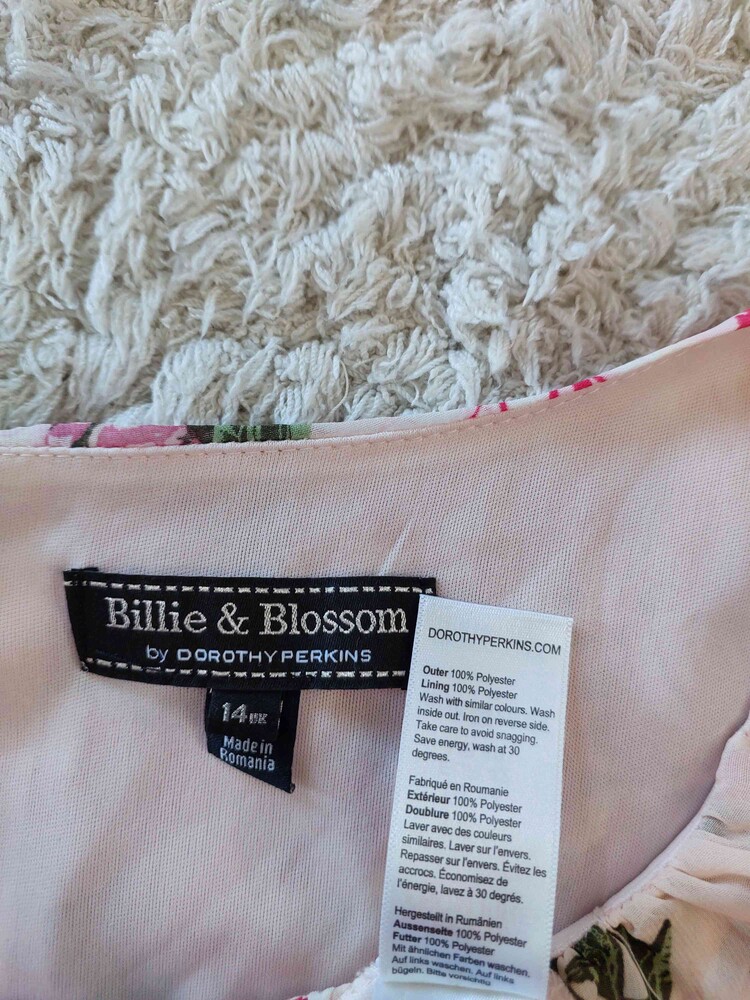 Billie & Blossom
by DOROTHY PERKINS
14UK
Made in
Romania
DOROTHYPERKINS.COM
Outer 100% Polyester
Lining 100% Polyester
Wash with similar colours. Wash
inside out. Iron on reverse side.
Take care to avoid snagging.
Save energy, wash at 30
degrees.
Fabriqué en Roumanie
Extérieur 100% Polyester
Doublure 100% Polyester
Laver avec des couleurs
similaires. Laver sur l'envers.
Repasser sur l'envers. Évitez les
accrocs. Économisez de
l'énergie, lavez à 30 degrés.
Hergestellt in Rumänien
Aussenseite 100% Polyester
Futter 100% Polyester
Mit ähnlichen Farben waschen.
Auf links waschen. Auf links
bügeln. Bitte vorsichtig